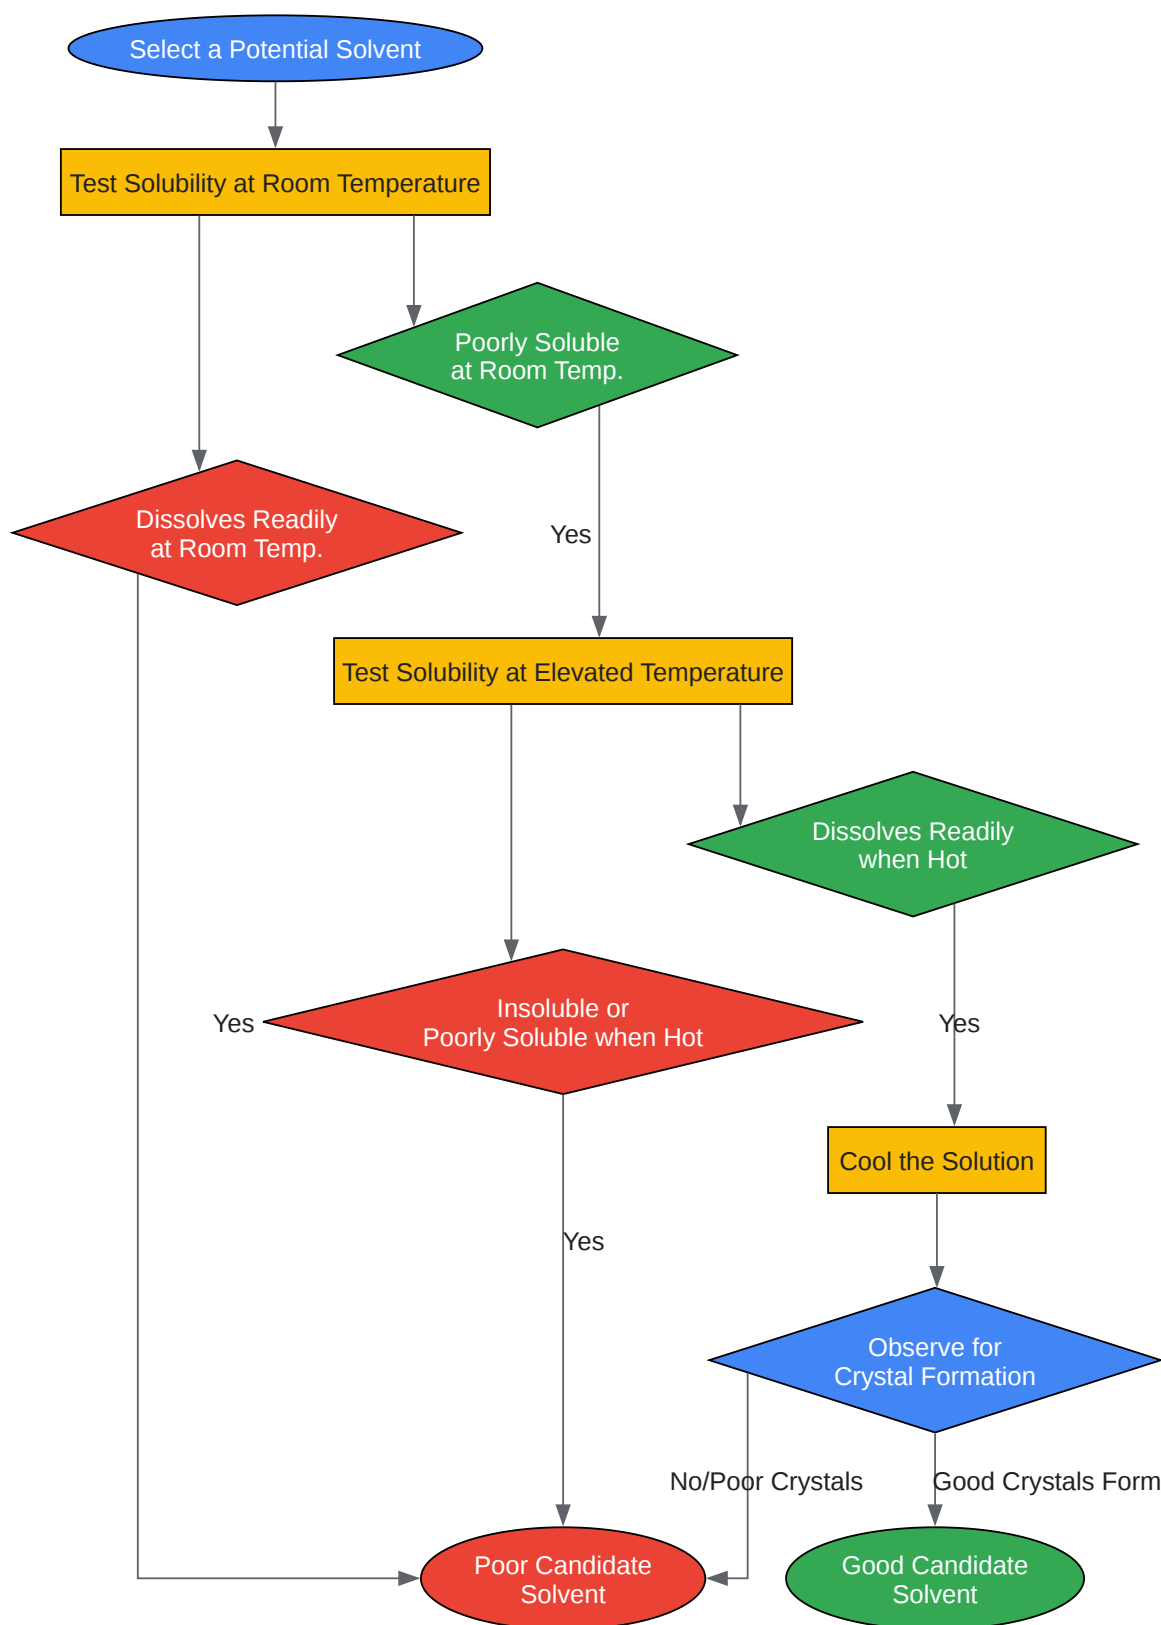 Select a Potential Solvent
Test Solubility at Room Temperature
Poorly Soluble
at Room Temp.
Dissolves Readily
at Room Temp.
Yes
Test Solubility at Elevated Temperature
Dissolves Readily
when Hot
Insoluble or
Poorly Soluble when Hot
Yes
Yes
Cool the Solution
Yes
Observe for
Crystal Formation
No/Poor Crystals
Good Crystals Form
Poor Candidate
Solvent
Good Candidate
Solvent